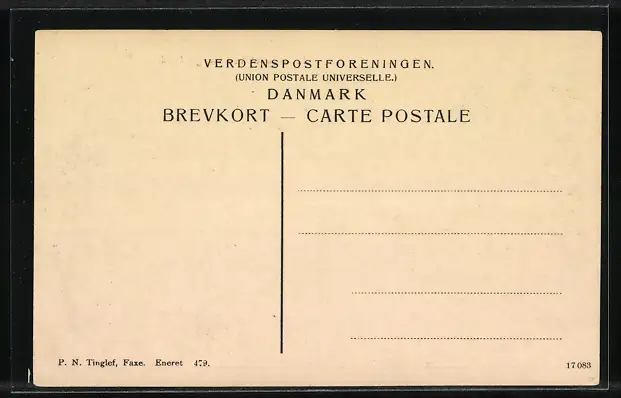 VERDENSPOSTFORENINGEN.
(UNION POSTALE UNIVERSELLE.)
DANMARK
BREVKORT — CARTE POSTALE
P. N. Tinglef, Faxe. Eneret 479.
17083